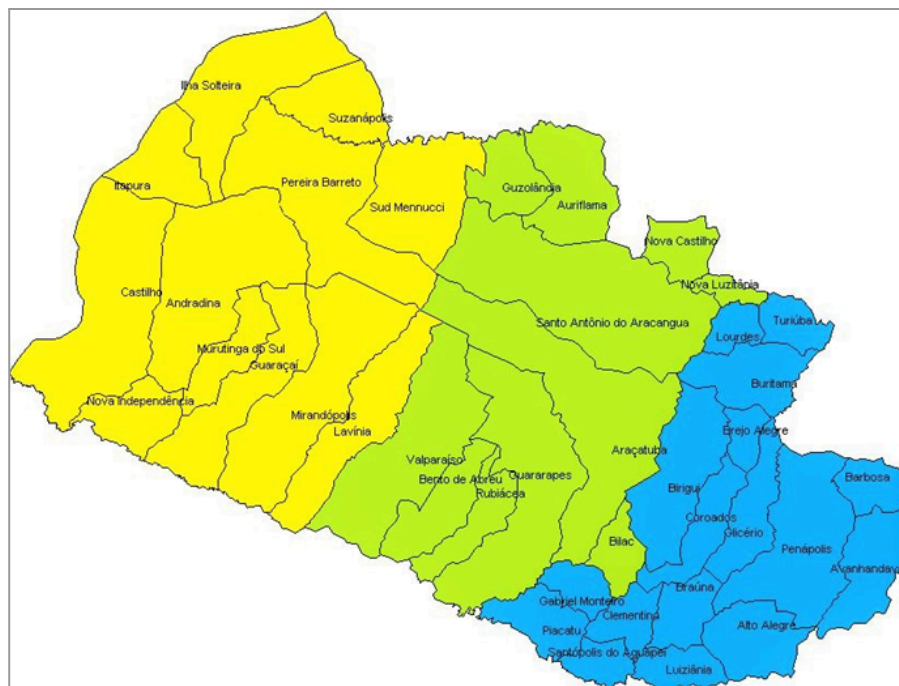 Ilha Solteira
Suzanápolis
Itapura
Pereira Barreto
Sud Mennucci
Guzolândia
Auriflama
Nova Castilho
Nova Luzitâpia
Castilho
Andradina
Santo Antônio do Aracangua
Turiúba
Lourdes
Murutinga do Sul
Guaraçaí
Buritama
Nova Independência
Mirandópolis
Lavínia
Brejo Alegre
Araçatuba
Valparaíso
Bento de Abreu
Guararapes
Rubiácea
Barbosa
Birigui
Coroados
Glicério
Bilac
Penápolis
Avanhandava
Braúna
Gabriel Monteiro
Clementina
Piacatu
Alto Alegre
Santópolis do Aguapeí
Luiziânia